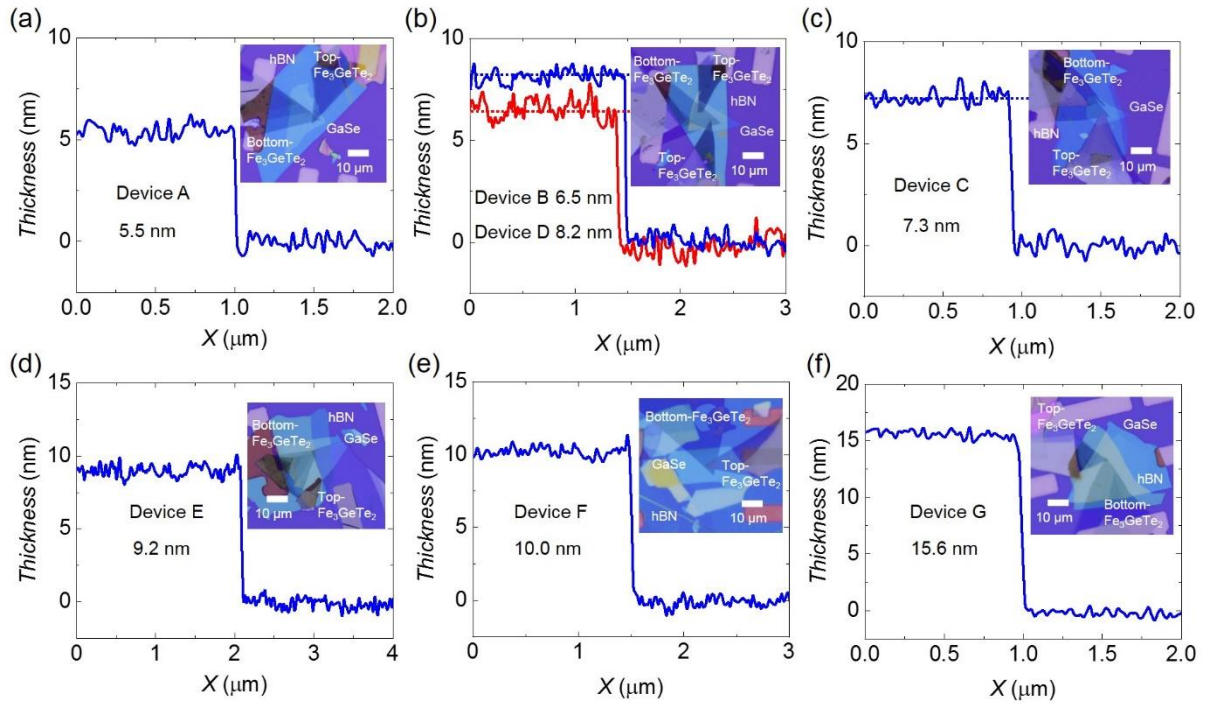 (a)
10
5
0
Thickness (nm)
hBN
Top-
Fe₃GeTe₂
GaSe
Bottom-
Fe₃GeTe₂
10 μm
Device A
5.5 nm
0.0 0.5 1.0 1.5 2.0
X (μm)
(b)
10
5
0
Thickness (nm)
Bottom-
Fe₃GeTe₂
Top-
Fe₃GeTe₂
hBN
GaSe
Top-
Fe₃GeTe₂
10 μm
Device B 6.5 nm
Device D 8.2 nm
0 1 2 3
X (μm)
(c)
15
10
5
0
Thickness (nm)
Bottom-
Fe₃GeTe₂
GaSe
hBN
Top-
Fe₃GeTe₂
10 μm
Device C
7.3 nm
0.0 0.5 1.0 1.5 2.0
X (μm)
(d)
15
10
5
0
Thickness (nm)
hBN
Bottom-
Fe₃GeTe₂
GaSe
Top-
Fe₃GeTe₂
10 μm
Device E
9.2 nm
0 1 2 3 4
X (μm)
(e)
15
10
5
0
Thickness (nm)
Bottom-Fe₃GeTe₂
GaSe
Top-
Fe₃GeTe₂
hBN
10 μm
Device F
10.0 nm
0 1 2 3
X (μm)
(f)
20
15
10
5
0
Thickness (nm)
Top-
Fe₃GeTe₂
GaSe
hBN
10 μm
Bottom-
Fe₃GeTe₂
Device G
15.6 nm
0.0 0.5 1.0 1.5 2.0
X (μm)